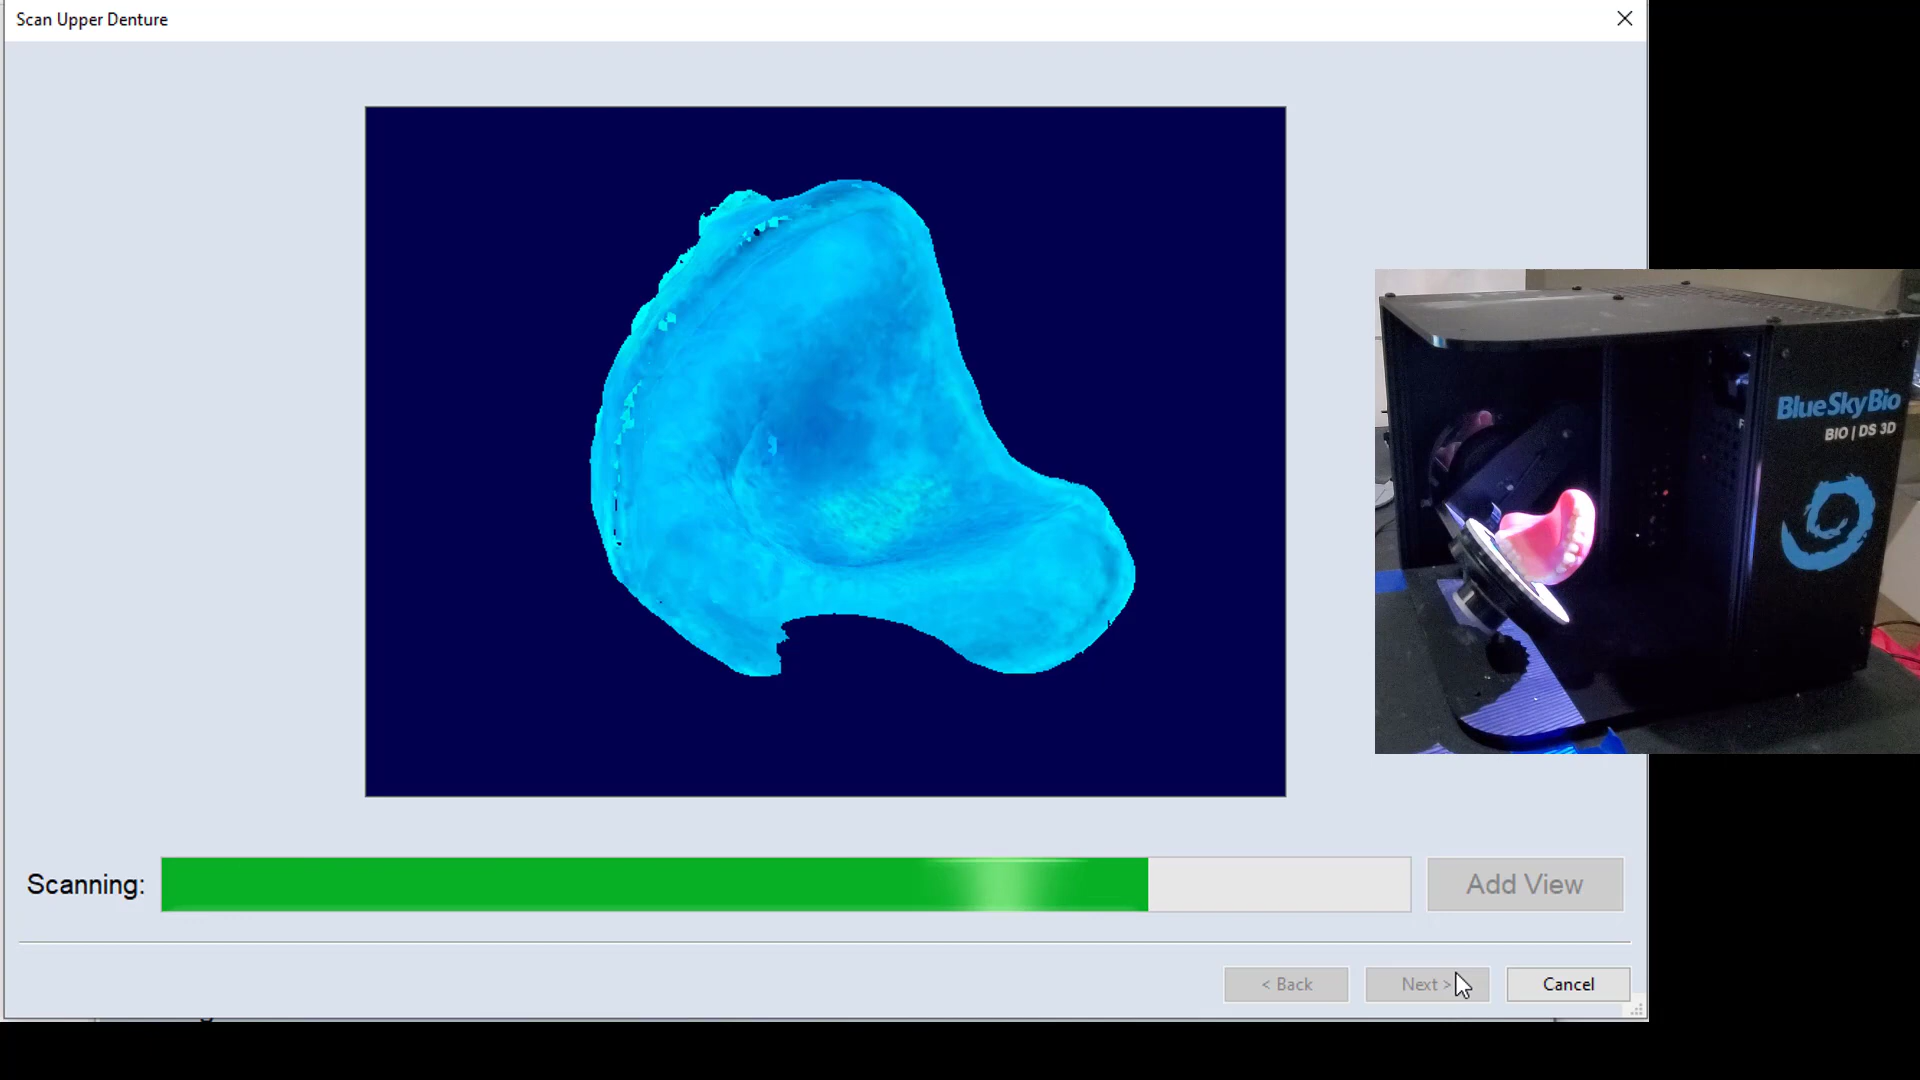 Scan Upper Denture
BlueSkyBio
BIO | DS 3D
Scanning:
Add View
< Back
Next >
Cancel